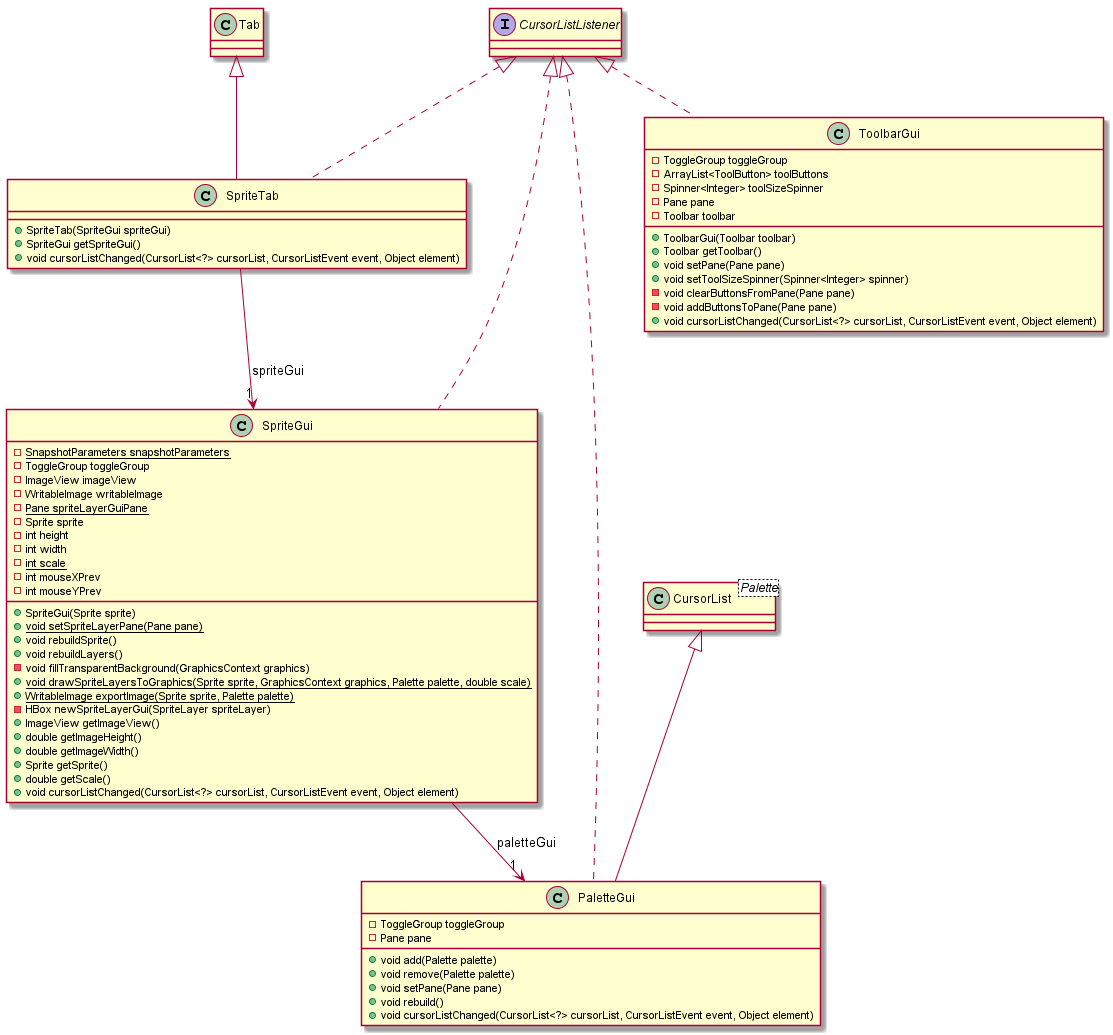 C Tab
I CursorListListener
C ToolbarGui
ToggleGroup toggleGroup
ArrayList<ToolButton> toolButtons
Spinner<Integer> toolSizeSpinner
Pane pane
Toolbar toolbar
ToolbarGui(Toolbar toolbar)
Toolbar getToolbar()
void setPane(Pane pane)
void setToolSizeSpinner(Spinner<Integer> spinner)
void clearButtonsFromPane(Pane pane)
void addButtonsToPane(Pane pane)
void cursorListChanged(CursorList<?> cursorList, CursorListEvent event, Object element)
C SpriteTab
SpriteTab(SpriteGui spriteGui)
SpriteGui getSpriteGui()
void cursorListChanged(CursorList<?> cursorList, CursorListEvent event, Object element)
spriteGui
1
C SpriteGui
SnapshotParameters snapshotParameters
ToggleGroup toggleGroup
ImageView imageView
WritableImage writableImage
Pane spriteLayerGuiPane
Sprite sprite
int height
int width
int scale
int mouseXPrev
int mouseYPrev
SpriteGui(Sprite sprite)
void setSpriteLayerPane(Pane pane)
void rebuildSprite()
void rebuildLayers()
void fillTransparentBackground(GraphicsContext graphics)
void drawSpriteLayersToGraphics(Sprite sprite, GraphicsContext graphics, Palette palette, double scale)
WritableImage exportImage(Sprite sprite, Palette palette)
HBox newSpriteLayerGui(SpriteLayer spriteLayer)
ImageView getImageView()
double getImageHeight()
double getImageWidth()
Sprite getSprite()
double getScale()
void cursorListChanged(CursorList<?> cursorList, CursorListEvent event, Object element)
C CursorList
Palette
paletteGui
1
C PaletteGui
ToggleGroup toggleGroup
Pane pane
void add(Palette palette)
void remove(Palette palette)
void setPane(Pane pane)
void rebuild()
void cursorListChanged(CursorList<?> cursorList, CursorListEvent event, Object element)